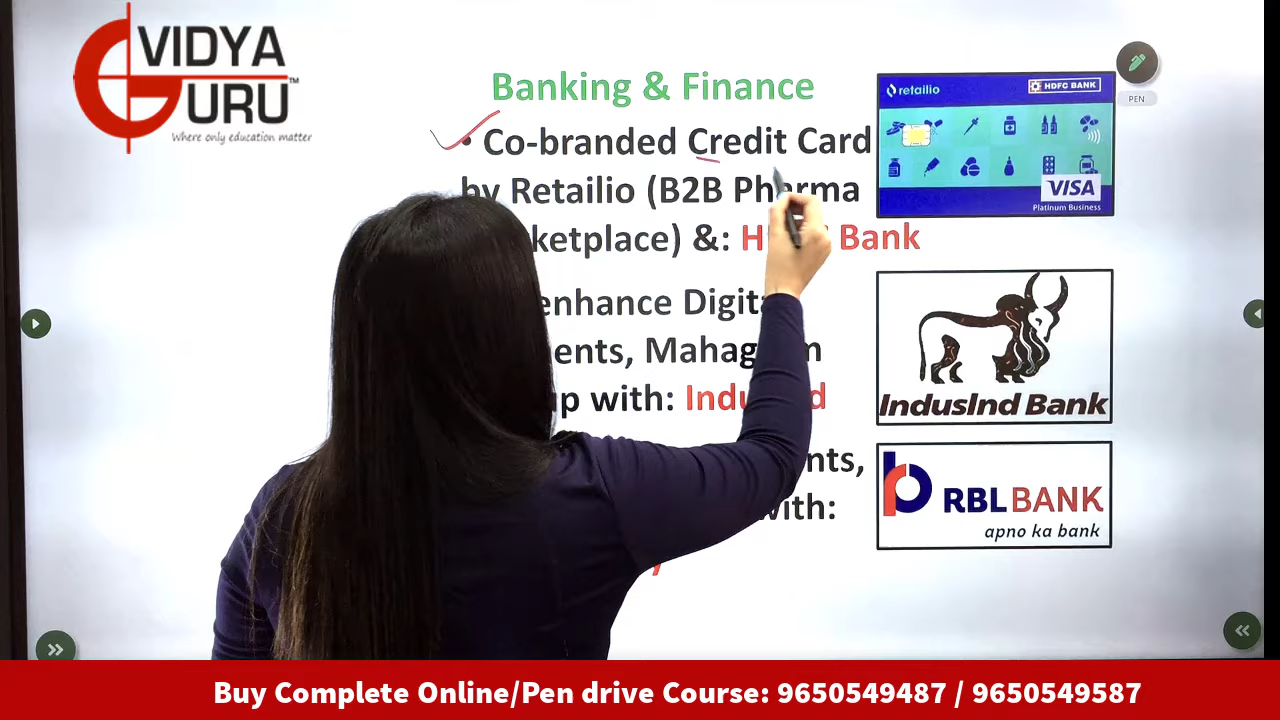 VIDYA
GURU™
Where only education matter
Banking & Finance
• Co-branded Credit Card
by Retailio (B2B Pharma
ketplace) &: H Bank
enhance Digita
ents, Mahag m
up with: Indu d
nts,
with:
retailio
HDFC BANK
VISA
Platinum Business
IndusInd Bank
RBL BANK
apno ka bank
PEN
Buy Complete Online/Pen drive Course: 9650549487 / 9650549587